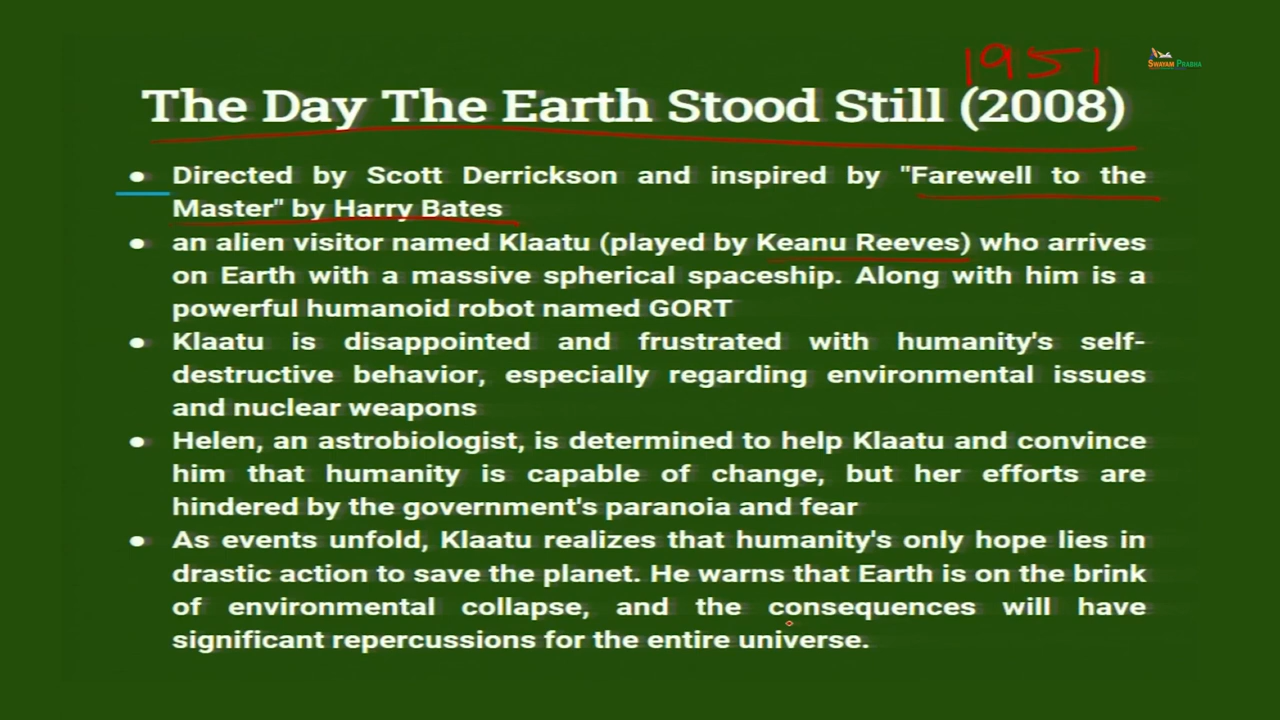 1951
SWAYAM PRABHA
The Day The Earth Stood Still (2008)
• Directed by Scott Derrickson and inspired by "Farewell to the
Master" by Harry Bates
• an alien visitor named Klaatu (played by Keanu Reeves) who arrives
on Earth with a massive spherical spaceship. Along with him is a
powerful humanoid robot named GORT
• Klaatu is disappointed and frustrated with humanity's self-
destructive behavior, especially regarding environmental issues
and nuclear weapons
• Helen, an astrobiologist, is determined to help Klaatu and convince
him that humanity is capable of change, but her efforts are
hindered by the government's paranoia and fear
• As events unfold, Klaatu realizes that humanity's only hope lies in
drastic action to save the planet. He warns that Earth is on the brink
of environmental collapse, and the consequences will have
significant repercussions for the entire universe.